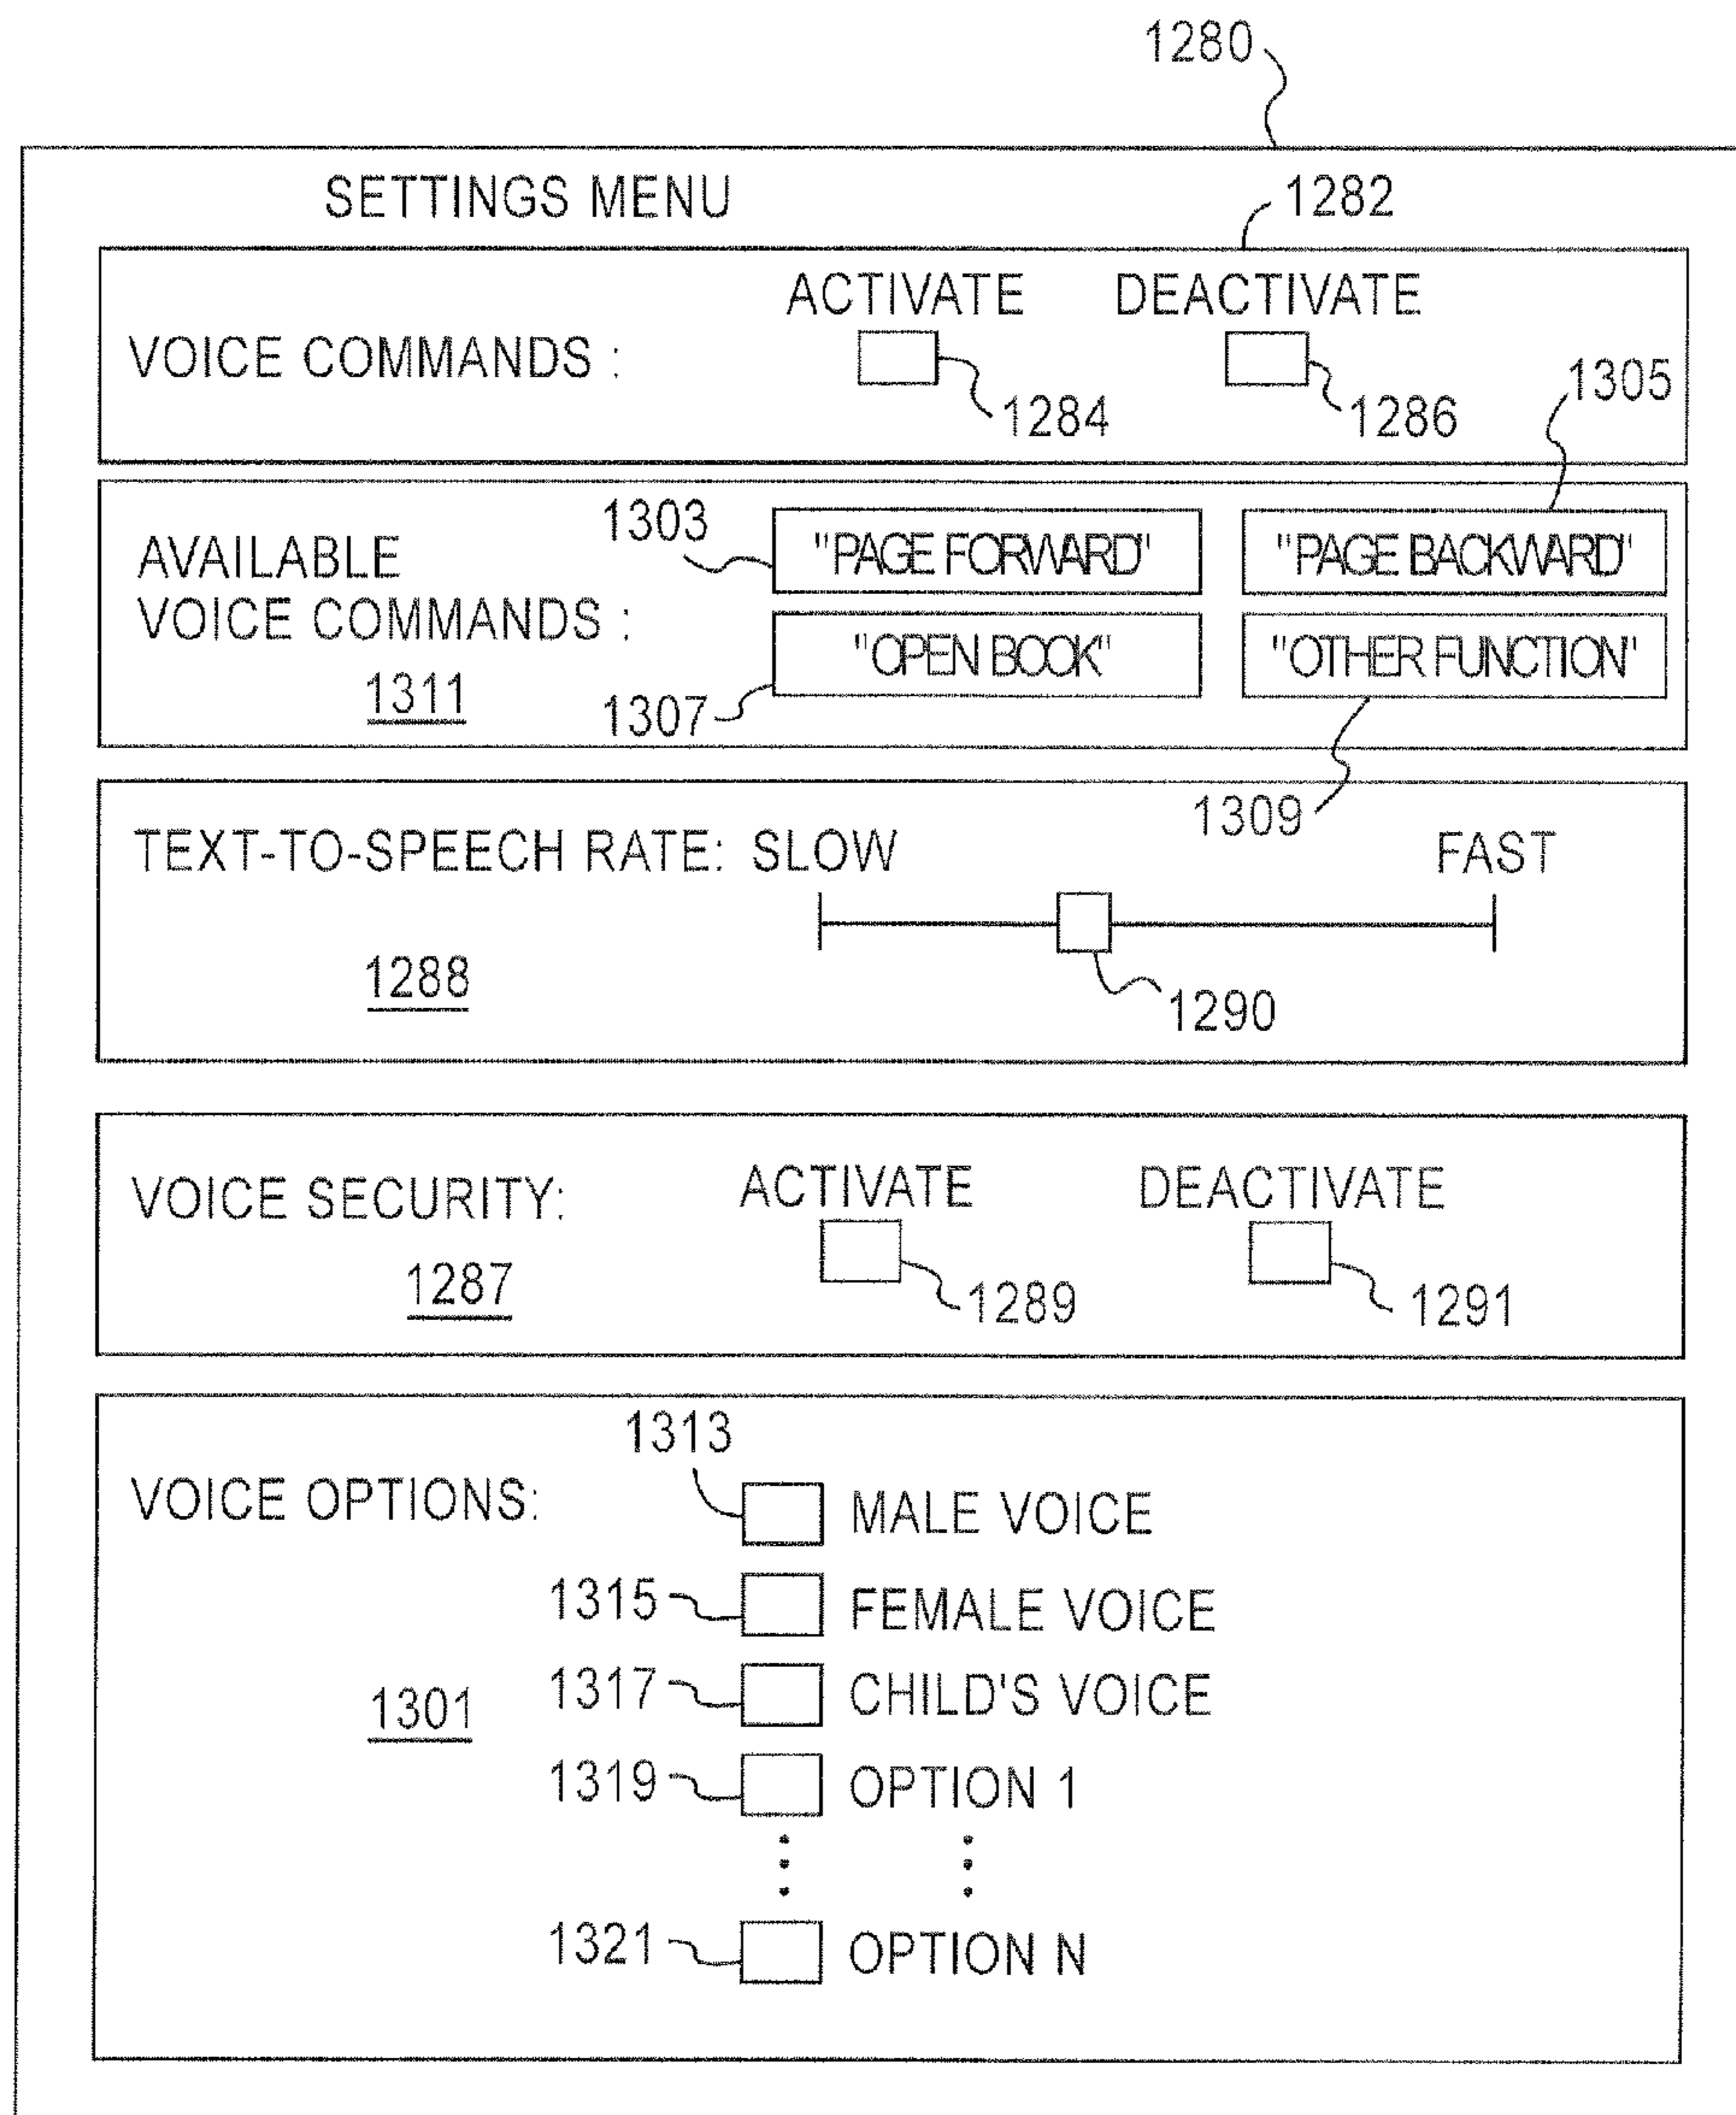 1280
SETTINGS MENU
1282
ACTIVATE DEACTIVATE
VOICE COMMANDS :
1284 1286
1305
1303
"PAGE FORWARD" "PAGE BACKWARD"
AVAILABLE
VOICE COMMANDS :
"OPEN BOOK" "OTHER FUNCTION"
1311
1307
1309
TEXT-TO-SPEECH RATE: SLOW FAST
1288
1290
VOICE SECURITY:
ACTIVATE DEACTIVATE
1287
1289 1291
1313
VOICE OPTIONS:
MALE VOICE
1315 FEMALE VOICE
1317 CHILD'S VOICE
1301
1319 OPTION 1
1321 OPTION N